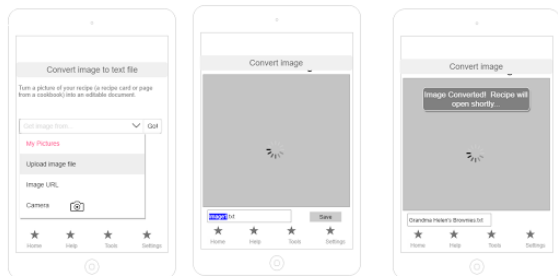 Convert image to text file
Turn a picture of your recipe (a recipe card or page
from a cookbook) into an editable document.
Get image from...
Go!
My Pictures
Upload image file
Image URL
Camera
Home Help Tools Settings
Convert image
image1.txt
Save
Home Help Tools Settings
Convert image
Image Converted! Recipe will
open shortly...
Grandma Helen's Brownies.txt
Home Help Tools Settings